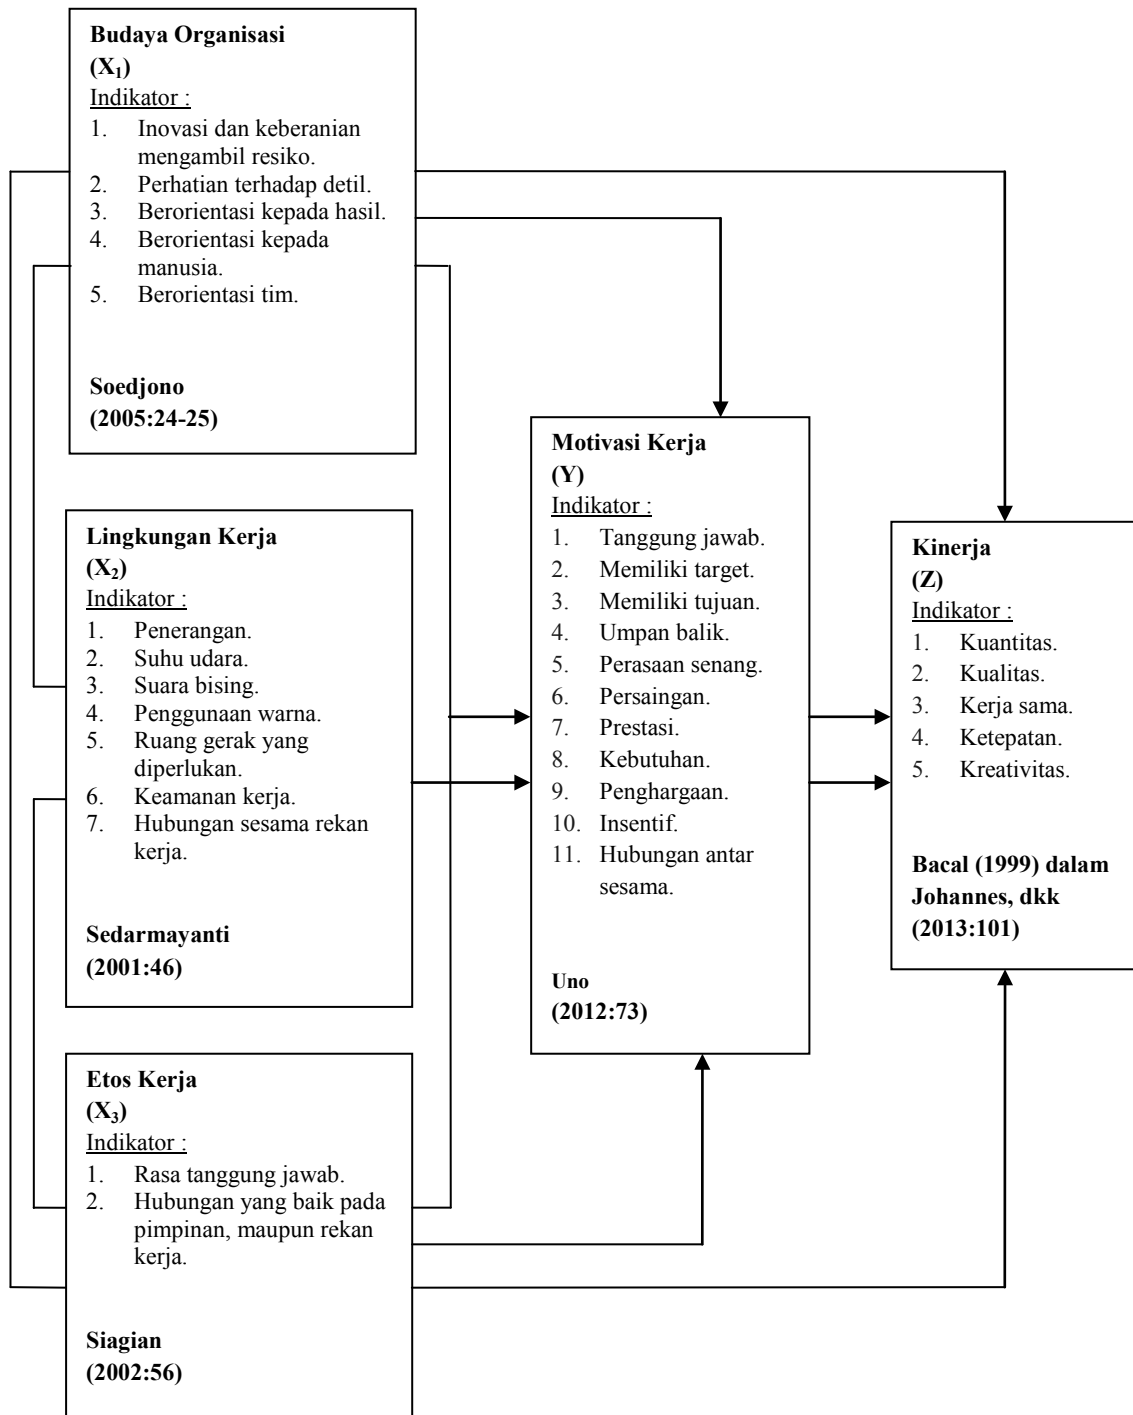 Budaya Organisasi
(X₁)
Indikator :
1. Inovasi dan keberanian
mengambil resiko.
2. Perhatian terhadap detil.
3. Berorientasi kepada hasil.
4. Berorientasi kepada
manusia.
5. Berorientasi tim.
Soedjono
(2005:24-25)
Lingkungan Kerja
(X₂)
Indikator :
1. Penerangan.
2. Suhu udara.
3. Suara bising.
4. Penggunaan warna.
5. Ruang gerak yang
diperlukan.
6. Keamanan kerja.
7. Hubungan sesama rekan
kerja.
Sedarmayanti
(2001:46)
Etos Kerja
(X₃)
Indikator :
1. Rasa tanggung jawab.
2. Hubungan yang baik pada
pimpinan, maupun rekan
kerja.
Siagian
(2002:56)
Motivasi Kerja
(Y)
Indikator :
1. Tanggung jawab.
2. Memiliki target.
3. Memiliki tujuan.
4. Umpan balik.
5. Perasaan senang.
6. Persaingan.
7. Prestasi.
8. Kebutuhan.
9. Penghargaan.
10. Insentif.
11. Hubungan antar
sesama.
Uno
(2012:73)
Kinerja
(Z)
Indikator :
1. Kuantitas.
2. Kualitas.
3. Kerja sama.
4. Ketepatan.
5. Kreativitas.
Bacal (1999) dalam
Johannes, dkk
(2013:101)